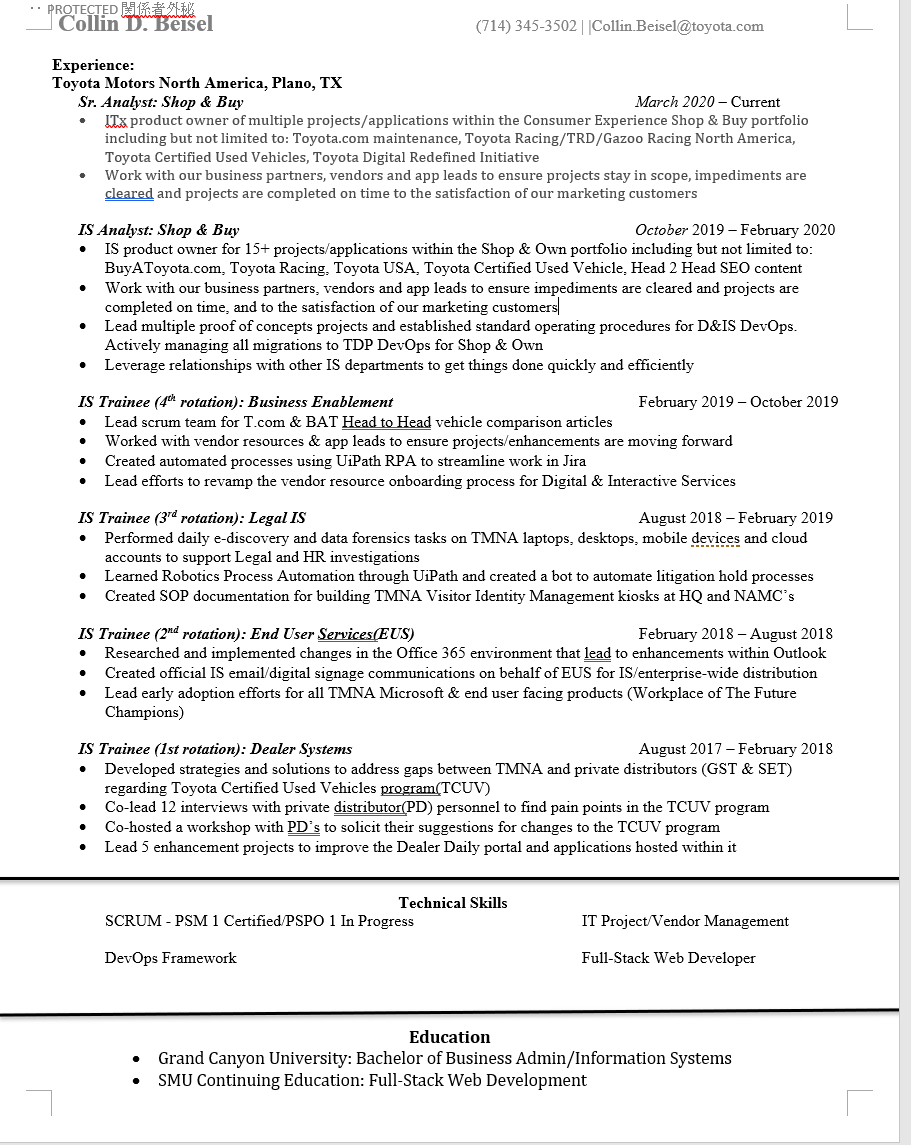 PROTECTED 関係者外秘
Collin D. Beisel (714) 345-3502 | |Collin.Beisel@toyota.com
Experience:
Toyota Motors North America, Plano, TX
Sr. Analyst: Shop & Buy March 2020 – Current
• ITx product owner of multiple projects/applications within the Consumer Experience Shop & Buy portfolio
including but not limited to: Toyota.com maintenance, Toyota Racing/TRD/Gazoo Racing North America,
Toyota Certified Used Vehicles, Toyota Digital Redefined Initiative
• Work with our business partners, vendors and app leads to ensure projects stay in scope, impediments are
cleared and projects are completed on time to the satisfaction of our marketing customers
IS Analyst: Shop & Buy October 2019 – February 2020
• IS product owner for 15+ projects/applications within the Shop & Own portfolio including but not limited to:
BuyAToyota.com, Toyota Racing, Toyota USA, Toyota Certified Used Vehicle, Head 2 Head SEO content
• Work with our business partners, vendors and app leads to ensure impediments are cleared and projects are
completed on time, and to the satisfaction of our marketing customers
• Lead multiple proof of concepts projects and established standard operating procedures for D&IS DevOps.
Actively managing all migrations to TDP DevOps for Shop & Own
• Leverage relationships with other IS departments to get things done quickly and efficiently
IS Trainee (4th rotation): Business Enablement February 2019 – October 2019
• Lead scrum team for T.com & BAT Head to Head vehicle comparison articles
• Worked with vendor resources & app leads to ensure projects/enhancements are moving forward
• Created automated processes using UiPath RPA to streamline work in Jira
• Lead efforts to revamp the vendor resource onboarding process for Digital & Interactive Services
IS Trainee (3rd rotation): Legal IS August 2018 – February 2019
• Performed daily e-discovery and data forensics tasks on TMNA laptops, desktops, mobile devices and cloud
accounts to support Legal and HR investigations
• Learned Robotics Process Automation through UiPath and created a bot to automate litigation hold processes
• Created SOP documentation for building TMNA Visitor Identity Management kiosks at HQ and NAMC's
IS Trainee (2nd rotation): End User Services(EUS) February 2018 – August 2018
• Researched and implemented changes in the Office 365 environment that lead to enhancements within Outlook
• Created official IS email/digital signage communications on behalf of EUS for IS/enterprise-wide distribution
• Lead early adoption efforts for all TMNA Microsoft & end user facing products (Workplace of The Future
Champions)
IS Trainee (1st rotation): Dealer Systems August 2017 – February 2018
• Developed strategies and solutions to address gaps between TMNA and private distributors (GST & SET)
regarding Toyota Certified Used Vehicles program(TCUV)
• Co-lead 12 interviews with private distributor(PD) personnel to find pain points in the TCUV program
• Co-hosted a workshop with PD's to solicit their suggestions for changes to the TCUV program
• Lead 5 enhancement projects to improve the Dealer Daily portal and applications hosted within it
Technical Skills
SCRUM - PSM 1 Certified/PSPO 1 In Progress IT Project/Vendor Management
DevOps Framework Full-Stack Web Developer
Education
• Grand Canyon University: Bachelor of Business Admin/Information Systems
• SMU Continuing Education: Full-Stack Web Development